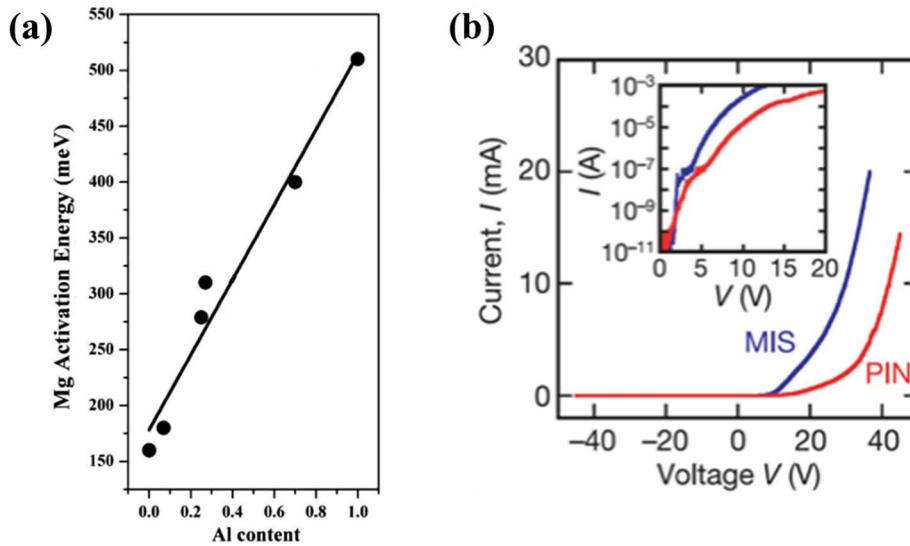 (a)
Mg Activation Energy (meV)
550
500
450
400
350
300
250
200
150
0.0 0.2 0.4 0.6 0.8 1.0
Al content
(b)
Current, I (mA)
30
20
10
0
I (A)
10⁻³
10⁻⁵
10⁻⁷
10⁻⁹
10⁻¹¹
0 5 10 15 20
V (V)
MIS
PIN
−40 −20 0 20 40
Voltage V (V)